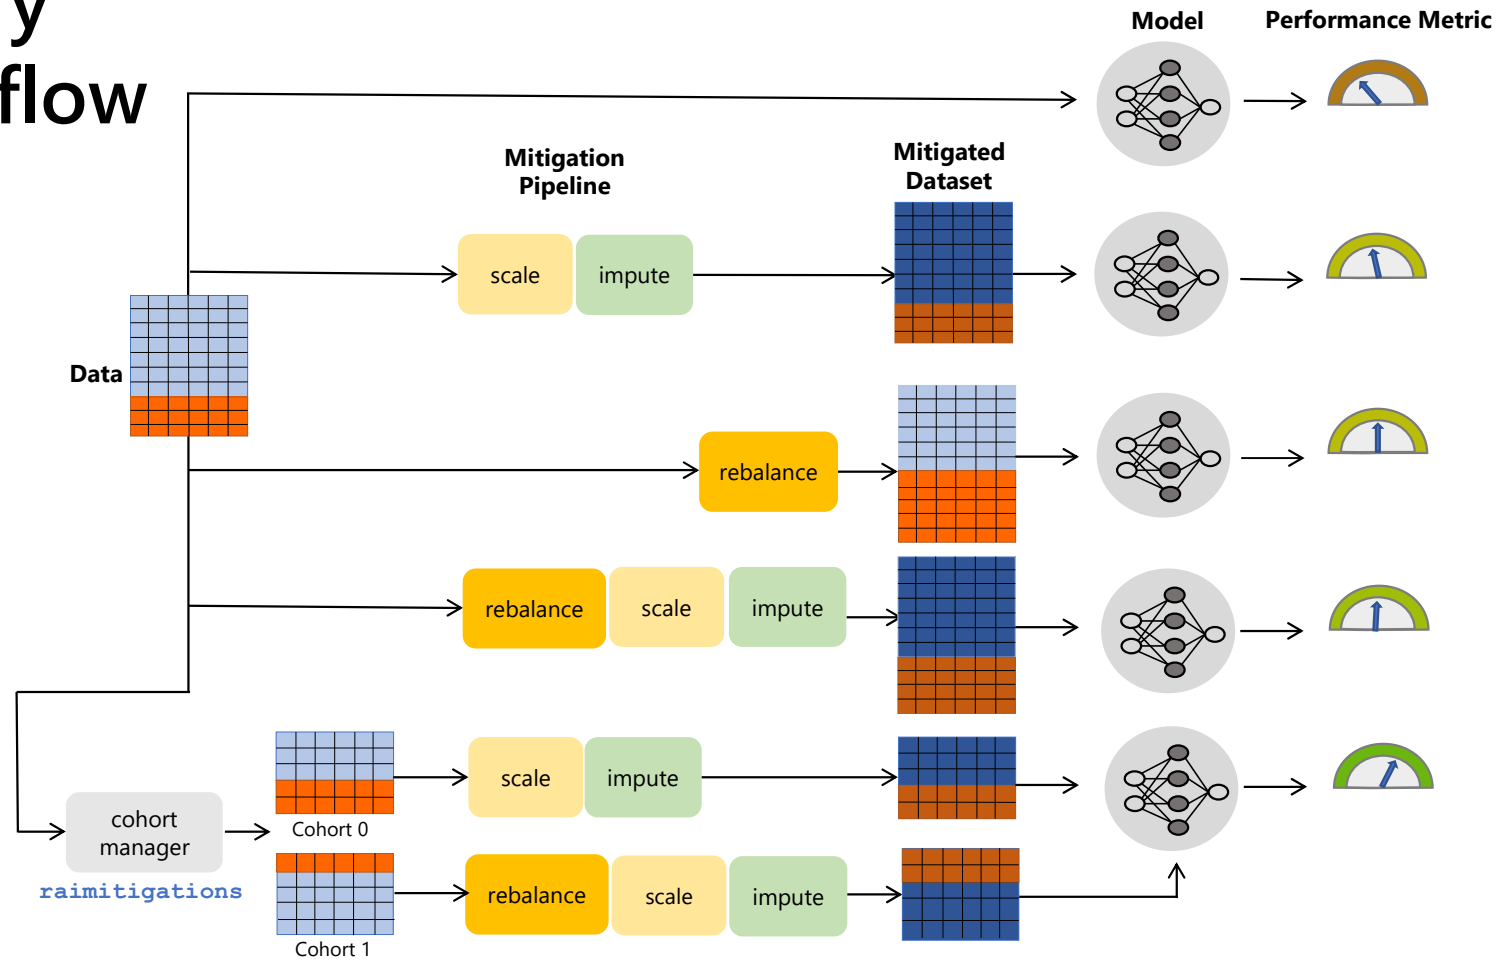 y
flow
Model
Performance Metric
Mitigation
Pipeline
Mitigated
Dataset
scale
impute
Data
rebalance
rebalance
scale
impute
scale
impute
cohort
manager
Cohort 0
raimitigations
rebalance
scale
impute
Cohort 1